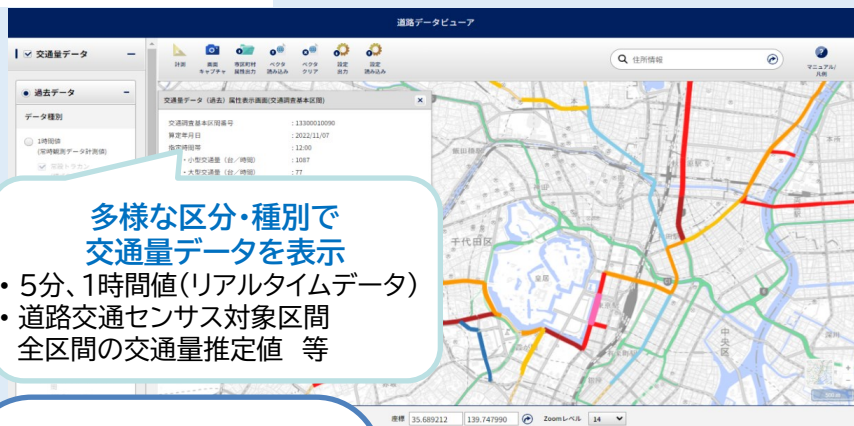 道路データビューア
交通量データ
計測
画面
キャプチャ
市区町村
属性出力
ベクタ
読み込み
ベクタ
クリア
設定
出力
設定
読み込み
住所情報
マニュアル/
凡例
過去データ
データ種別
1時間値
(常時観測データ計測値)
常設トラカン
交通量データ（過去）属性表示画面(交通調査基本区間)
交通調査基本区間番号 : 13300010090
算定年月日 : 2022/11/07
指定時間帯 : 12:00
・小型交通量（台／時間） : 1087
・大型交通量（台／時間） : 77
多様な区分・種別で
交通量データを表示
• 5分、1時間値(リアルタイムデータ)
• 道路交通センサス対象区間
全区間の交通量推定値 等
千代田区
皇居
中央区
座標 35.689212 139.747990 Zoomレベル 14